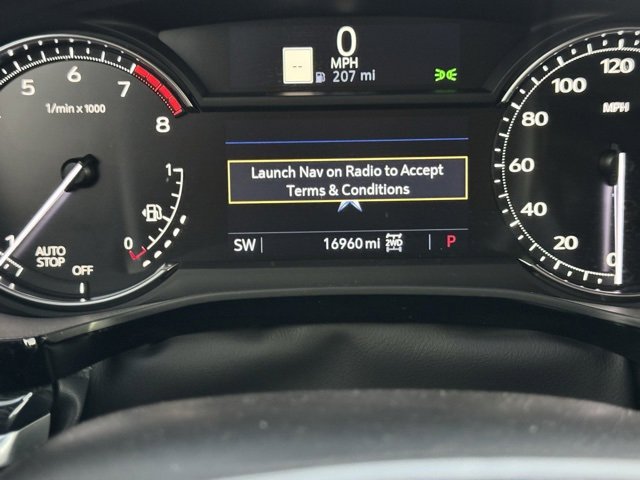 0
MPH
--
207 mi
5
6
7
8
1/min x 1000
1
0
AUTO
STOP
OFF
1
Launch Nav on Radio to Accept
Terms & Conditions
SW
16960 mi
2WD
P
120
100
80
60
40
20
0
MPH